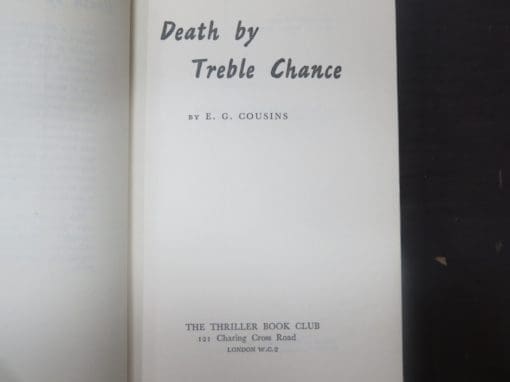 Death by
Treble Chance
BY E. G. COUSINS
THE THRILLER BOOK CLUB
121 Charing Cross Road
LONDON W.C.2